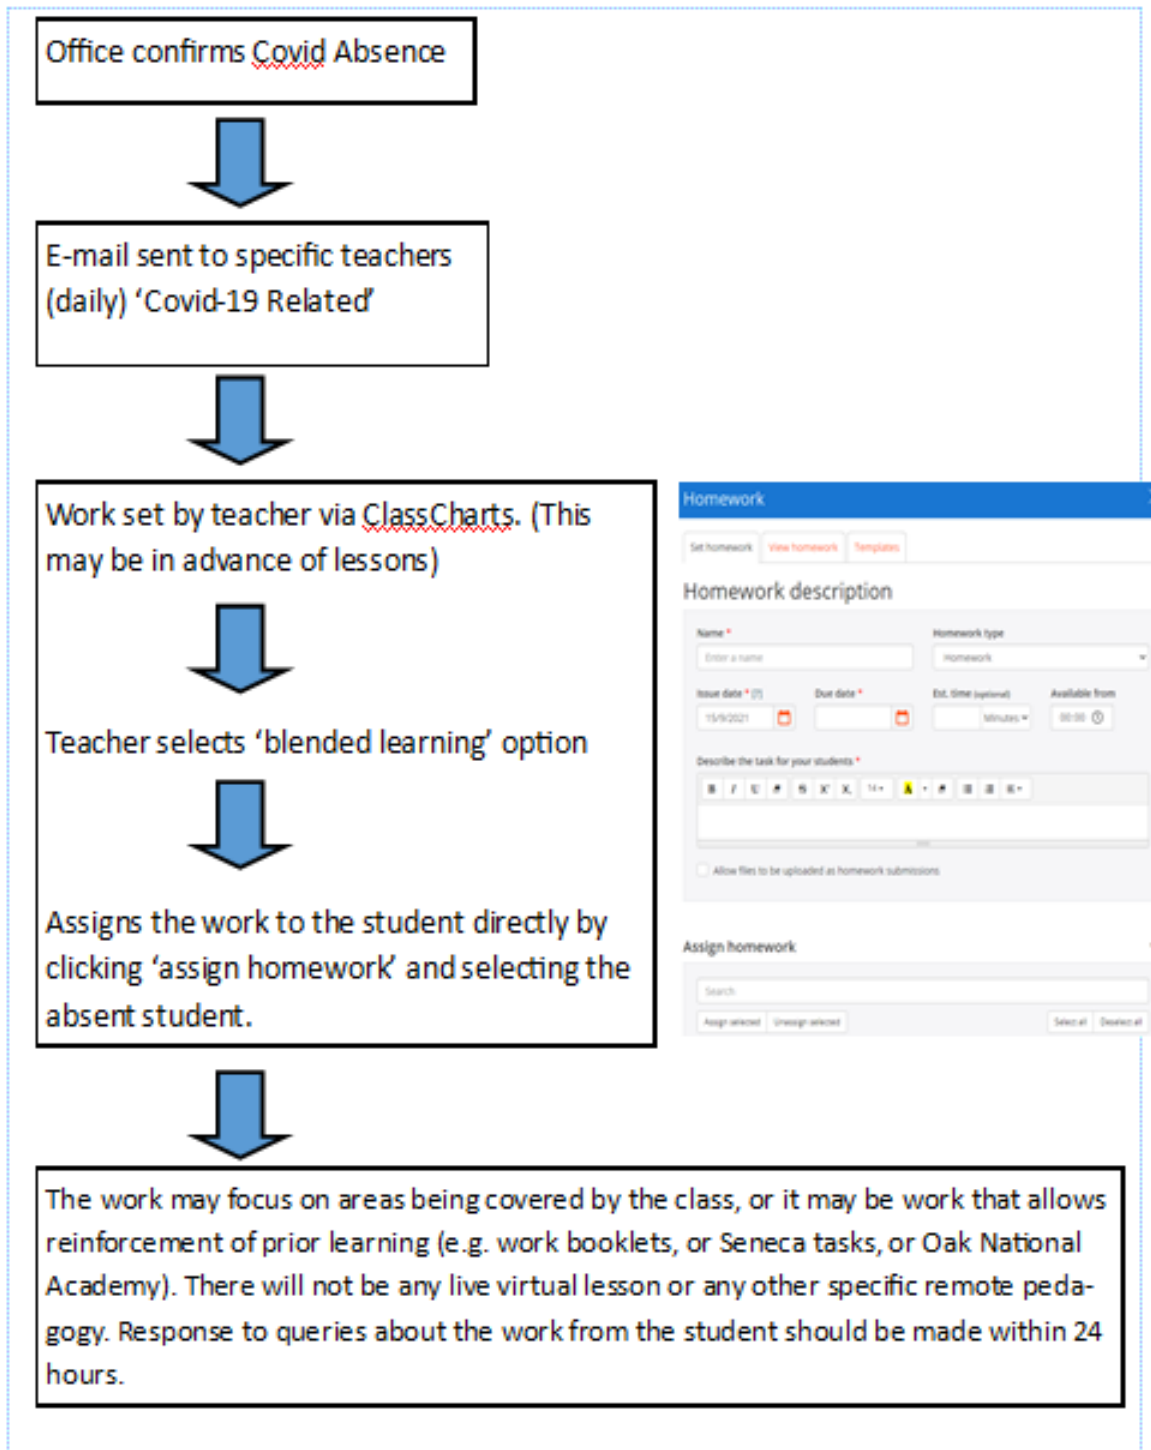 Office confirms Covid Absence
E-mail sent to specific teachers
(daily) ‘Covid-19 Related’
Work set by teacher via ClassCharts. (This
may be in advance of lessons)
Teacher selects ‘blended learning’ option
Assigns the work to the student directly by
clicking ‘assign homework’ and selecting the
absent student.
Homework
Set homework View homework Templates
Homework description
Name * Homework type
Enter a name Homework
Issue date * [?] Due date * Est. time (optional) Available from
15/9/2021 Minutes 00:00
Describe the task for your students *
B I U S X X 14 A
Allow files to be uploaded as homework submissions
Assign homework
Search
Assign selected Unassign selected Select all Deselect all
The work may focus on areas being covered by the class, or it may be work that allows
reinforcement of prior learning (e.g. work booklets, or Seneca tasks, or Oak National
Academy). There will not be any live virtual lesson or any other specific remote peda-
gogy. Response to queries about the work from the student should be made within 24
hours.